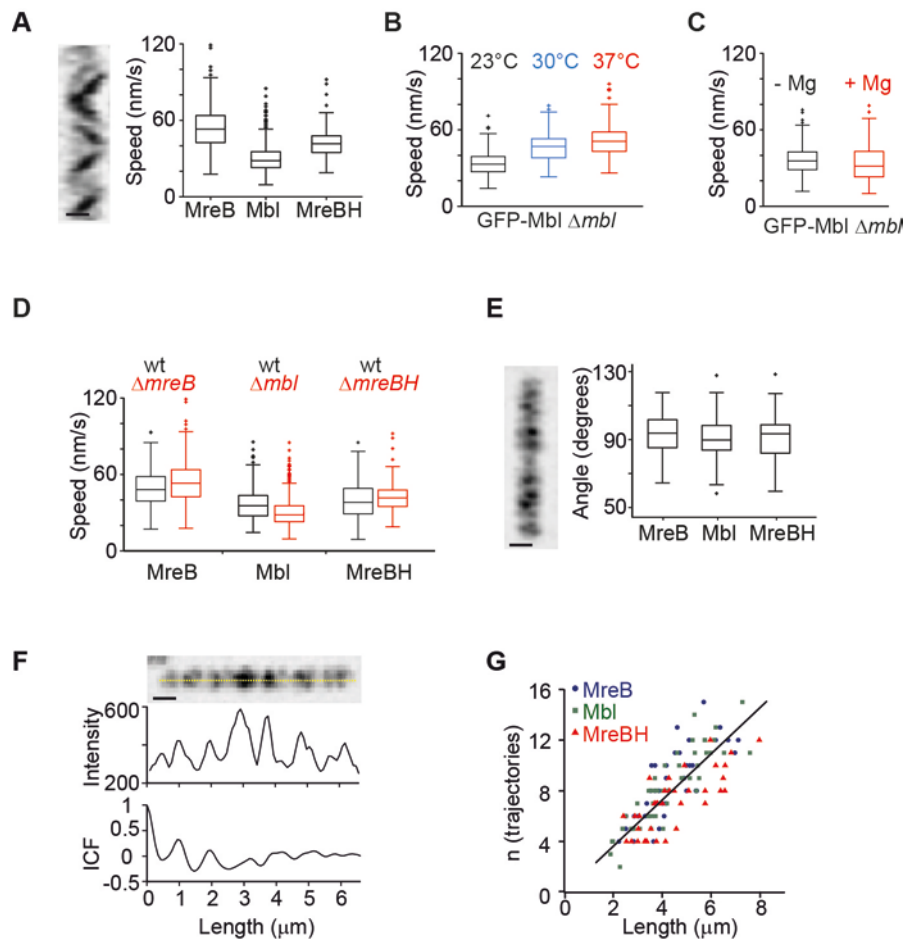 A
Speed (nm/s)
120
60
0
MreB Mbl MreBH
B
Speed (nm/s)
120
60
0
23°C 30°C 37°C
GFP-Mbl Δmbl
C
Speed (nm/s)
120
60
0
- Mg + Mg
GFP-Mbl Δmbl
D
Speed (nm/s)
wt wt wt
ΔmreB Δmbl ΔmreBH
120
60
0
MreB Mbl MreBH
E
Angle (degrees)
130
90
50
MreB Mbl MreBH
F
Intensity
600
200
ICF
1
0.5
0
-0.5
0 1 2 3 4 5 6
Length (μm)
G
n (trajectories)
16
12
8
4
0
MreB
Mbl
MreBH
0 2 4 6 8
Length (μm)